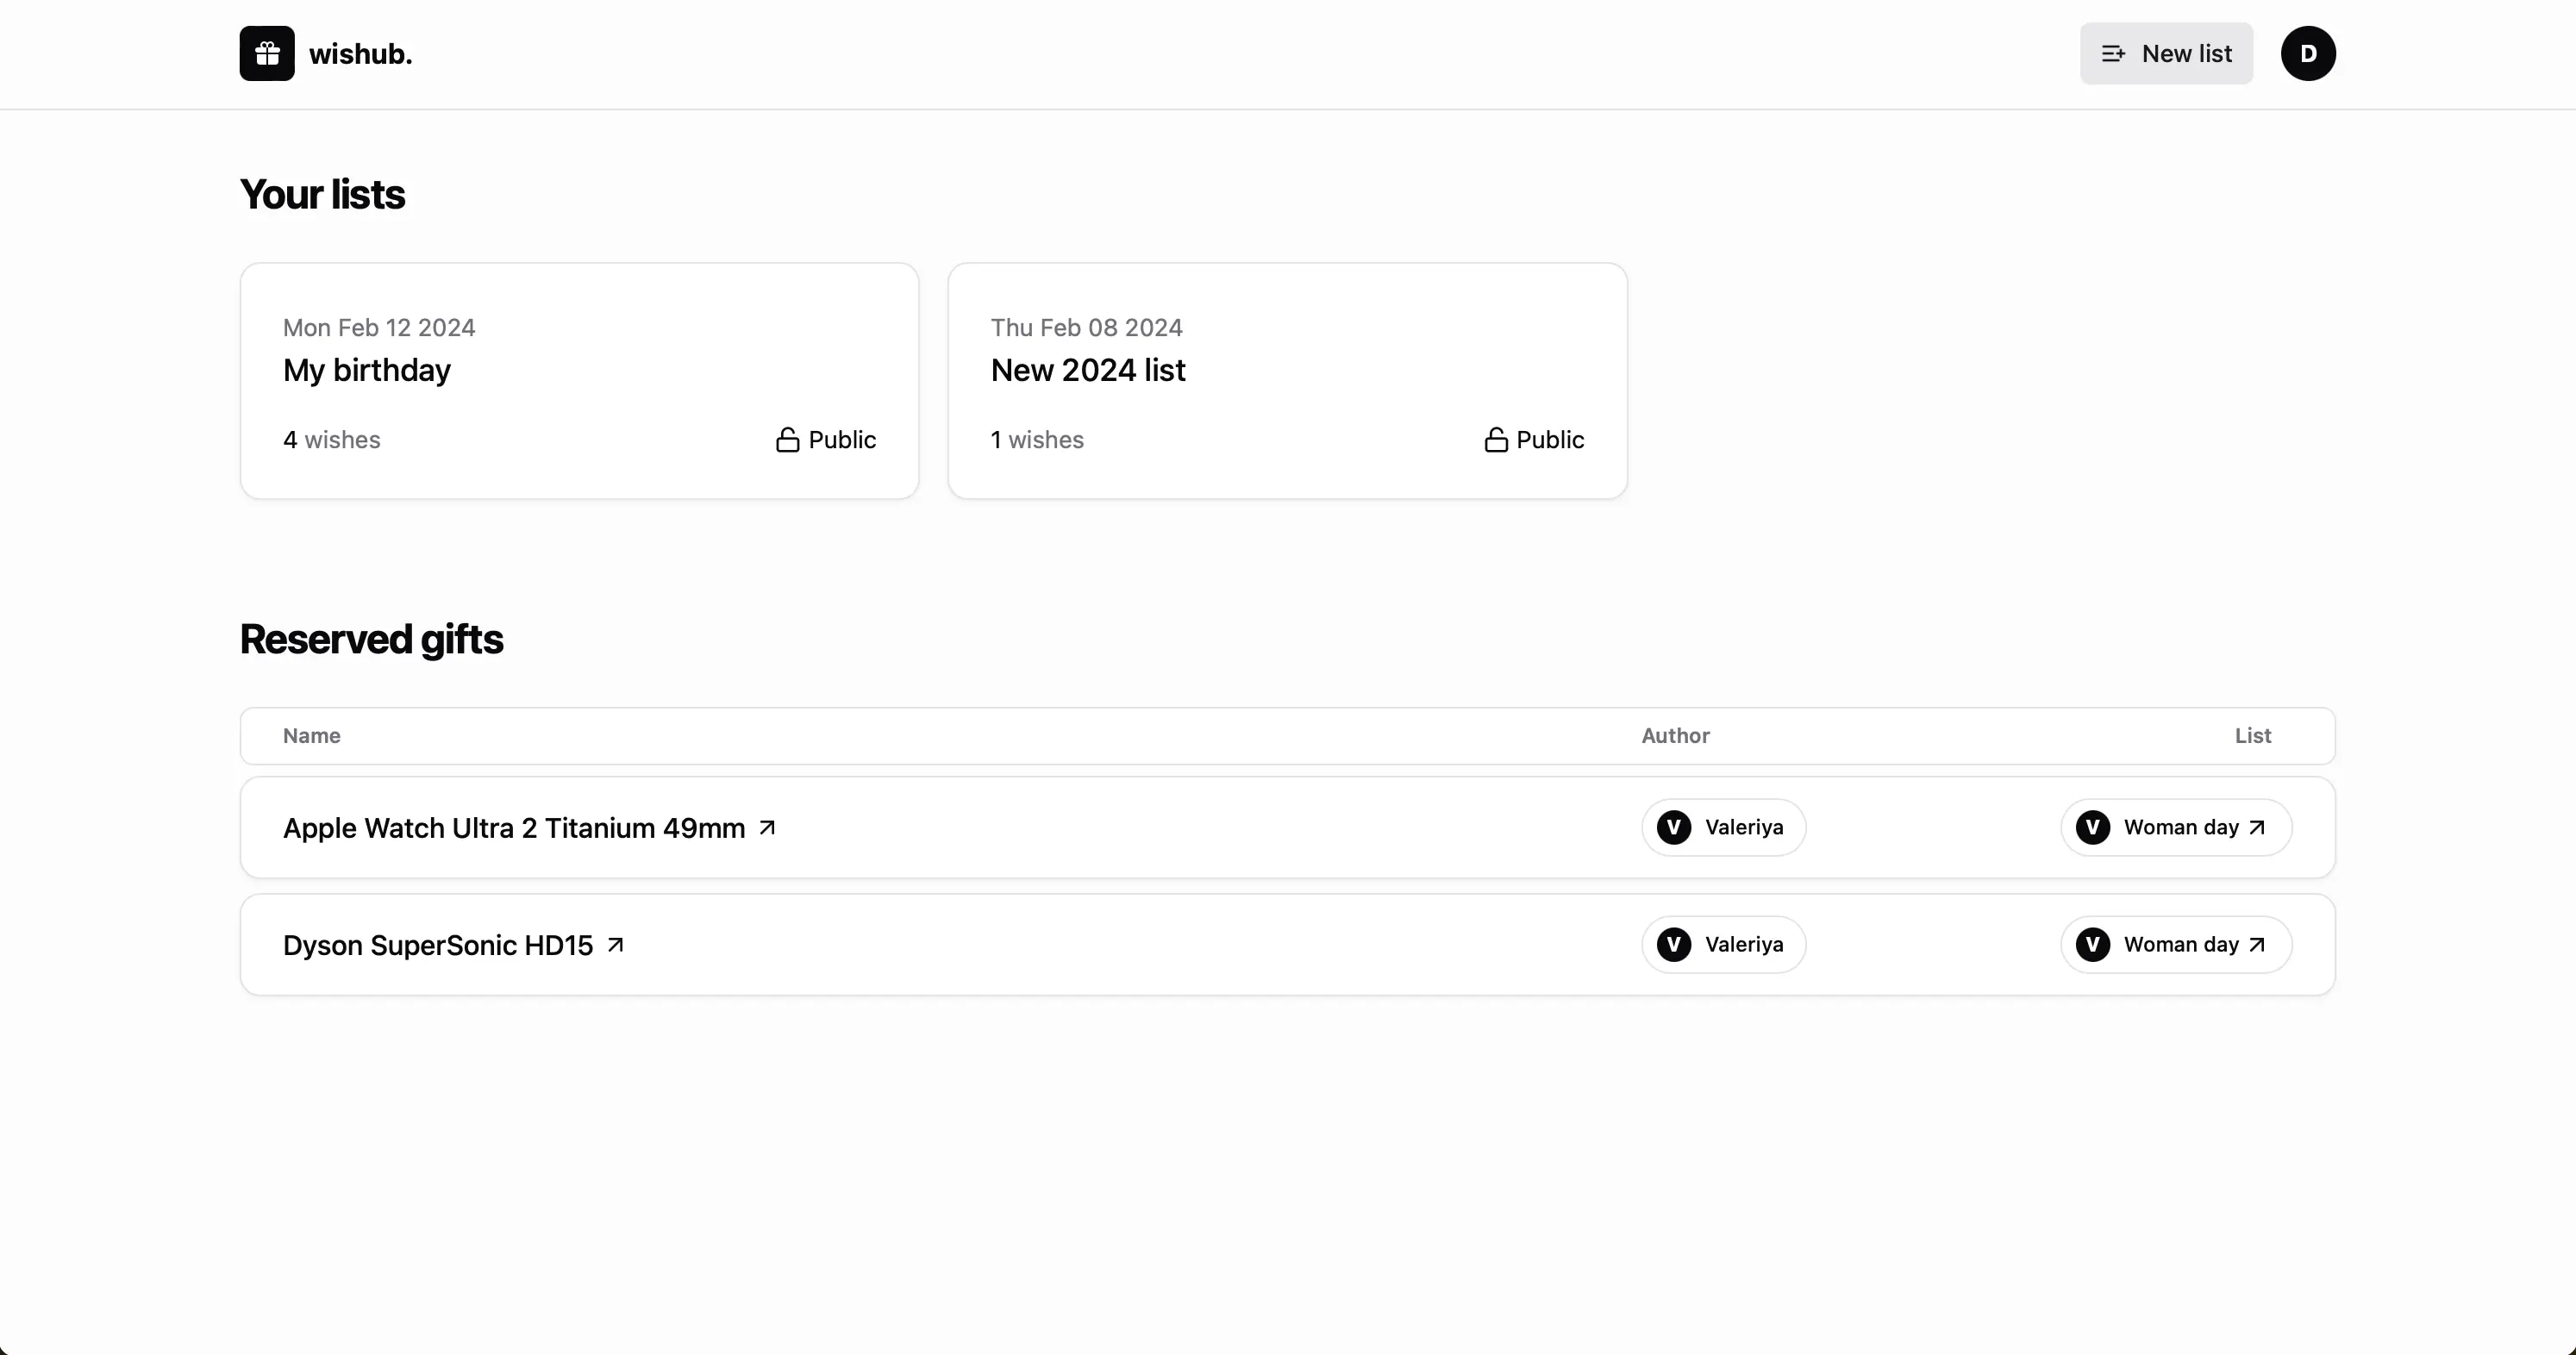 wishub.
New list
D
Your lists
Mon Feb 12 2024
My birthday
4 wishes
Public
Thu Feb 08 2024
New 2024 list
1 wishes
Public
Reserved gifts
Name Author List
Apple Watch Ultra 2 Titanium 49mm V Valeriya V Woman day
Dyson SuperSonic HD15 V Valeriya V Woman day